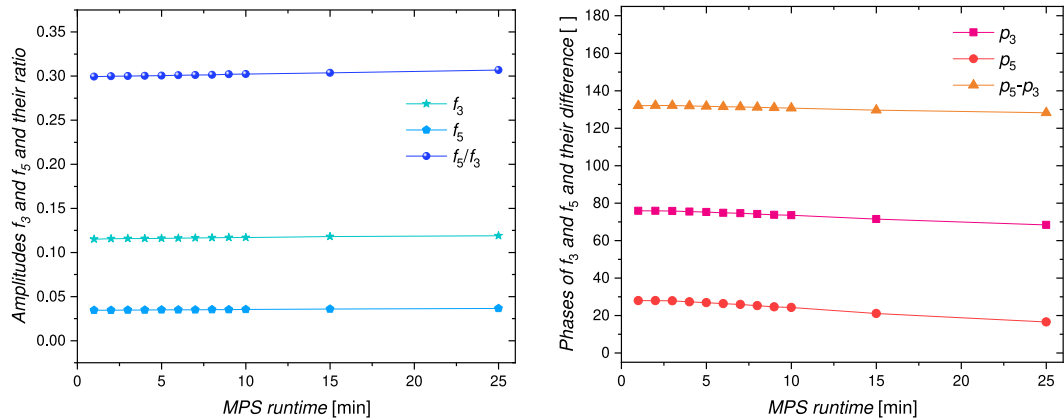 Amplitudes f3 and f5 and their ratio
0.35
0.30
0.25
0.20
0.15
0.10
0.05
0.00
f3
f5
f5/f3
0 5 10 15 20 25
MPS runtime [min]
Phases of f3 and f5 and their difference [ ]
180
160
140
120
100
80
60
40
20
0
p3
p5
p5-p3
0 5 10 15 20 25
MPS runtime [min]